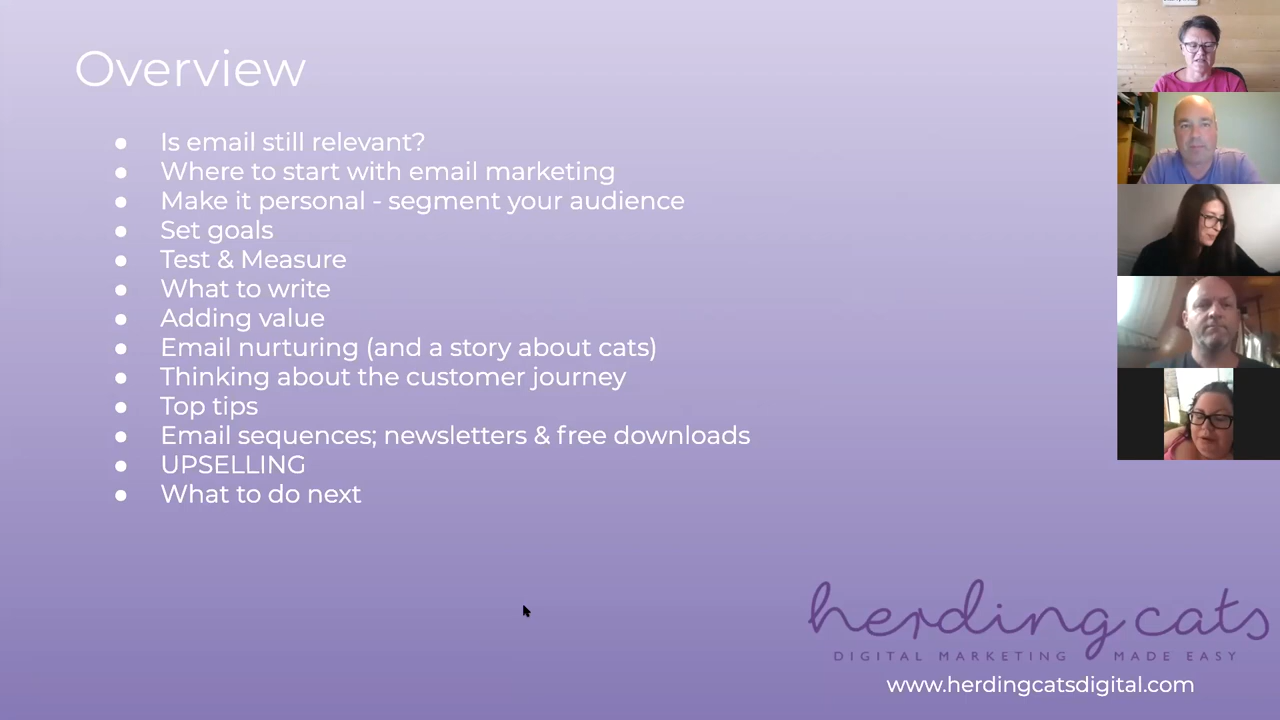 Overview
● Is email still relevant?
● Where to start with email marketing
● Make it personal - segment your audience
● Set goals
● Test & Measure
● What to write
● Adding value
● Email nurturing (and a story about cats)
● Thinking about the customer journey
● Top tips
● Email sequences; newsletters & free downloads
● UPSELLING
● What to do next
herding cats
DIGITAL MARKETING MADE EASY
www.herdingcatsdigital.com